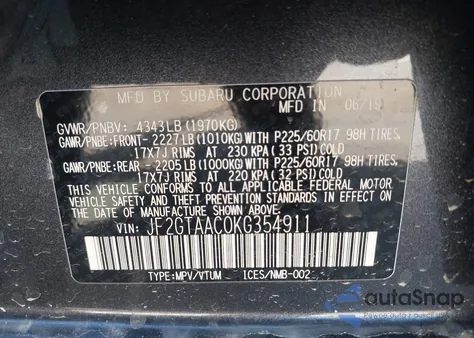 MFD BY SUBARU CORPORATION
MFD IN 06/19
GVWR/PNBV: 4343LB (1970KG)
GAWR/PNBE:FRONT- 2227LB (1010KG)WITH P225/60R17 98H TIRES,
17X7J RIMS AT 230 KPA( 33 PSI)COLD
GAWR/PNBE:REAR - 2205LB (1000KG)WITH P225/60R17 98H TIRES,
17X7J RIMS AT 220 KPA( 32 PSI)COLD
THIS VEHICLE CONFORMS TO ALL APPLICABLE FEDERAL MOTOR
VEHICLE SAFETY AND THEFT PREVENTION STANDARDS IN EFFECT ON THE
DATE OF MANUFACTURE SHOWN ABOVE.
VIN: JF2GTAAC0KG354911
TYPE:MPV/VTUM ICES/NMB-002
autoSnap